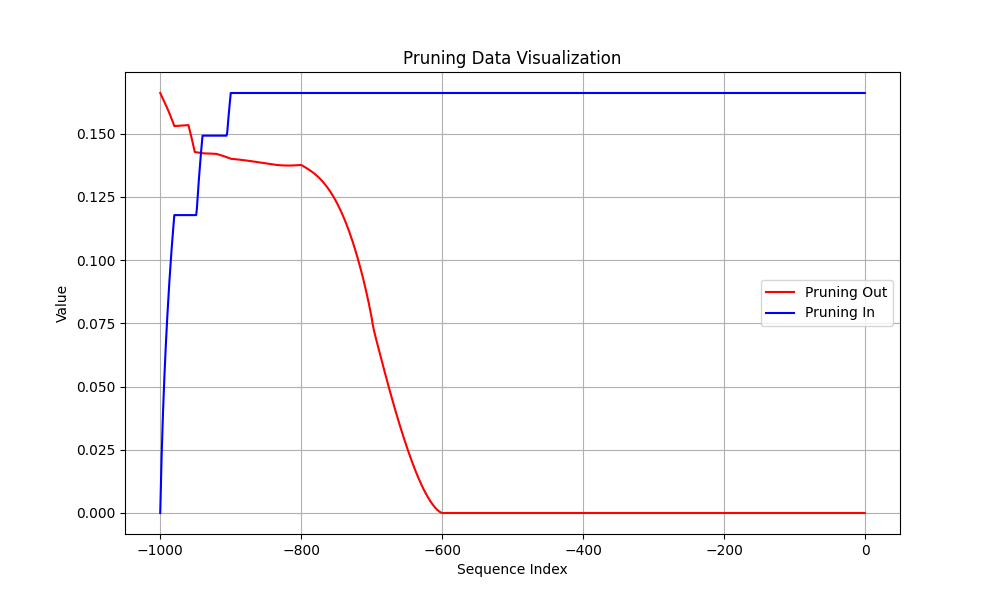 Pruning Data Visualization
Value
0.150
0.125
0.100
0.075
0.050
0.025
0.000
Pruning Out
Pruning In
−1000 −800 −600 −400 −200 0
Sequence Index